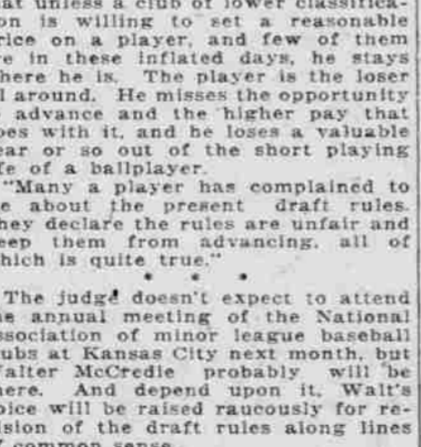 at unless a club of lower classifica-
on is willing to set a reasonable
rice on a player, and few of them
re in these inflated days, he stays
here he is. The player is the loser
l around. He misses the opportunity
advance and the higher pay that
oes with it, and he loses a valuable
ear or so out of the short playing
fe of a ballplayer.
"Many a player has complained to
e about the present draft rules.
hey declare the rules are unfair and
eep them from advancing, all of
hich is quite true."
* * *
The judge doesn't expect to attend
he annual meeting of the National
ssociation of minor league baseball
ubs at Kansas City next month, but
alter McCredie probably will be
here. And depend upon it, Walt's
oice will be raised raucously for re-
ision of the draft rules along lines
f common sense.